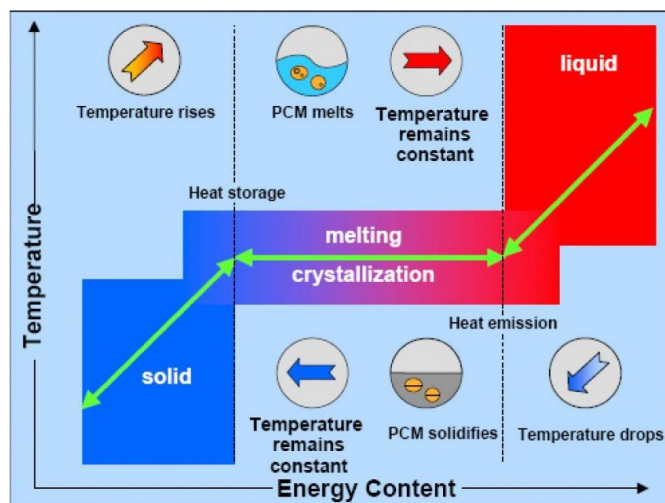 Temperature rises
PCM melts
Temperature
remains
constant
liquid
Heat storage
melting
crystallization
Heat emission
solid
Temperature
remains
constant
PCM solidifies
Temperature drops
Temperature
Energy Content